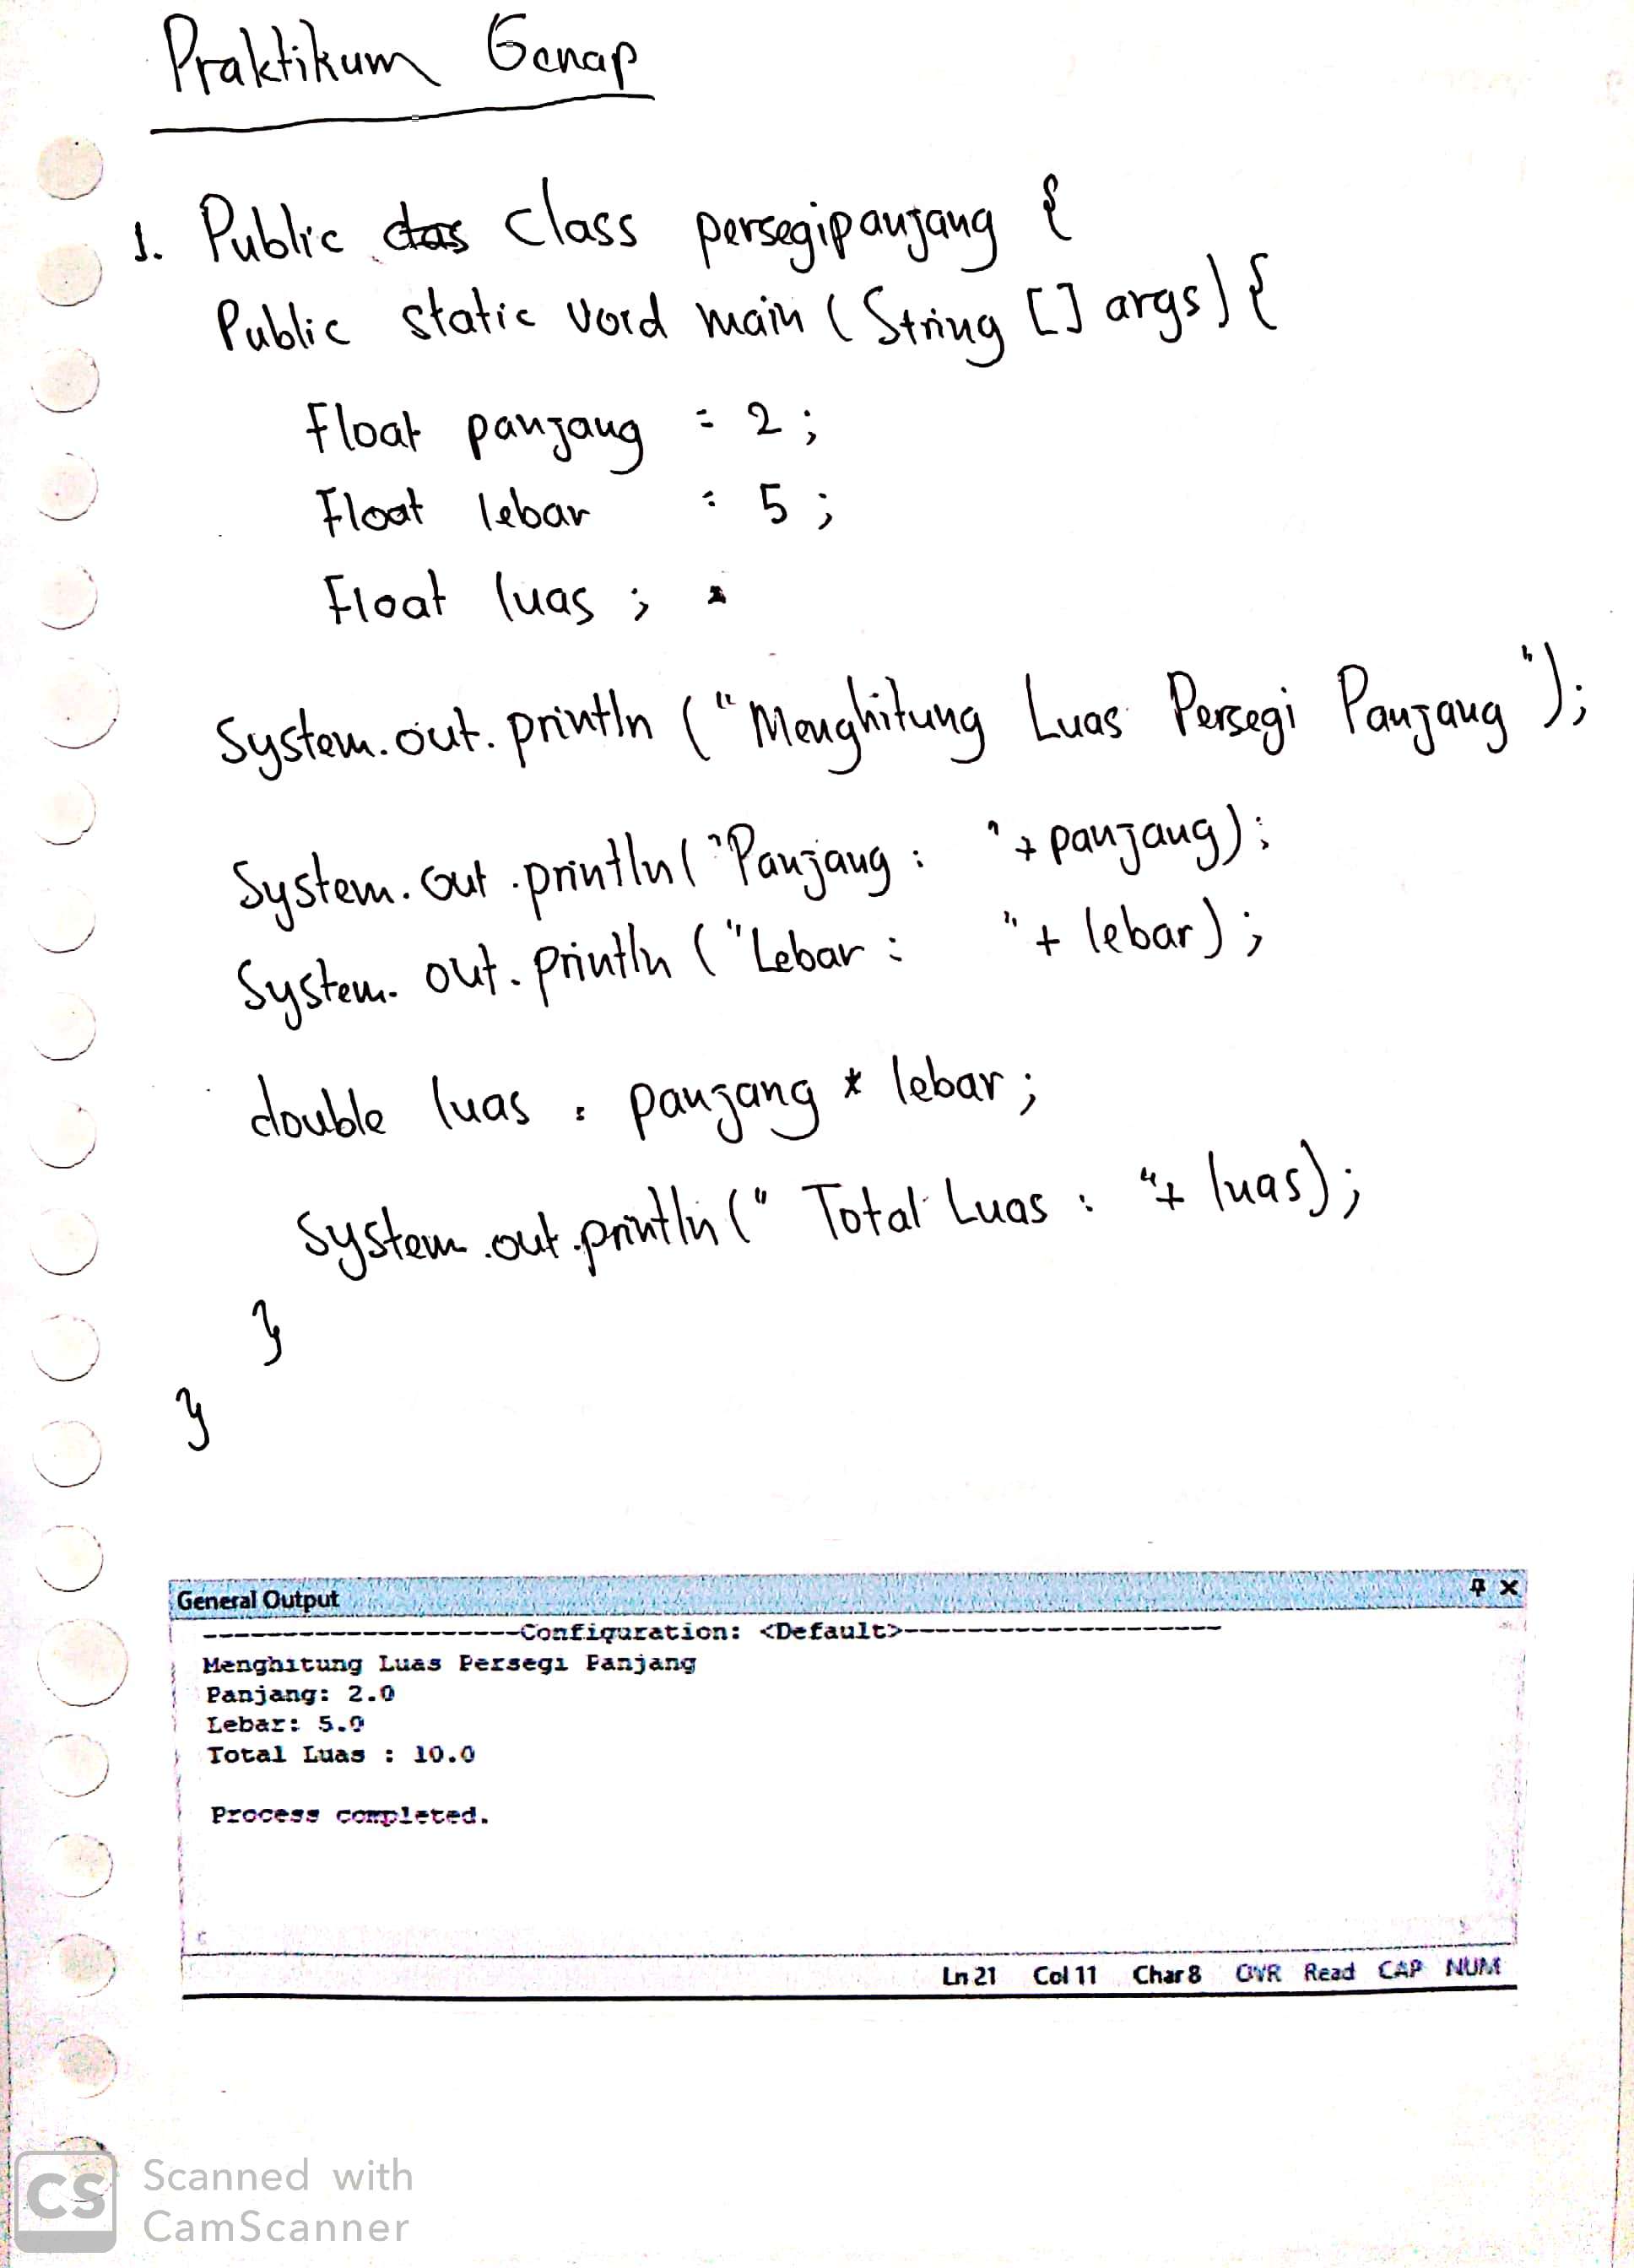 Praktikum Genap
1. Public class persegipanjang {
Public static void main (String [] args) {
Float panjang = 2 ;
Float lebar = 5 ;
Float luas ;
System.out.println ("Menghitung Luas Persegi Panjang");
System.out.println ("Panjang : "+ panjang);
System.out.println ("Lebar : "+ lebar);
double luas = panjang * lebar ;
System.out.println (" Total Luas : "+ luas);
}
}
General Output
--------------------Configuration: <Default>--------------------
Menghitung Luas Persegi Panjang
Panjang: 2.0
Lebar: 5.0
Total Luas : 10.0
Process completed.
Ln 21 Col 11 Char 8 OVR Read CAP NUM
CS Scanned with
CamScanner